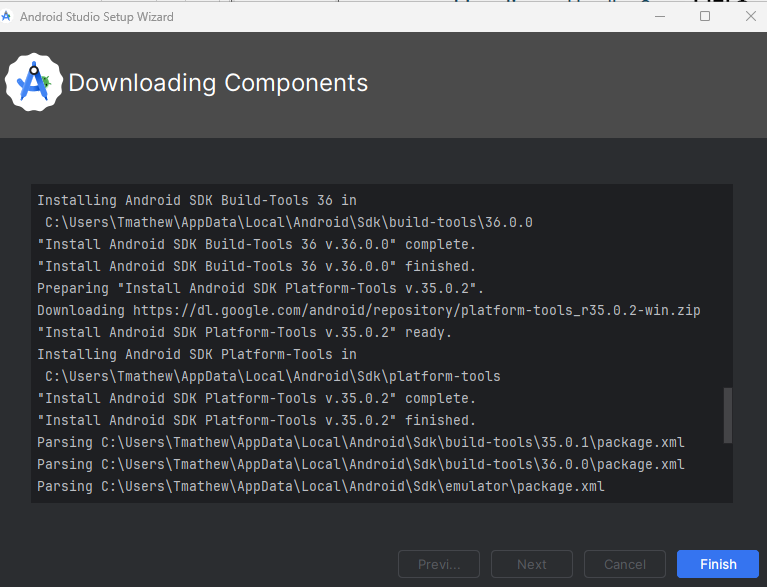 Android Studio Setup Wizard
Downloading Components
Installing Android SDK Build-Tools 36 in
C:\Users\Tmathew\AppData\Local\Android\Sdk\build-tools\36.0.0
"Install Android SDK Build-Tools 36 v.36.0.0" complete.
"Install Android SDK Build-Tools 36 v.36.0.0" finished.
Preparing "Install Android SDK Platform-Tools v.35.0.2".
Downloading https://dl.google.com/android/repository/platform-tools_r35.0.2-win.zip
"Install Android SDK Platform-Tools v.35.0.2" ready.
Installing Android SDK Platform-Tools in
C:\Users\Tmathew\AppData\Local\Android\Sdk\platform-tools
"Install Android SDK Platform-Tools v.35.0.2" complete.
"Install Android SDK Platform-Tools v.35.0.2" finished.
Parsing C:\Users\Tmathew\AppData\Local\Android\Sdk\build-tools\35.0.1\package.xml
Parsing C:\Users\Tmathew\AppData\Local\Android\Sdk\build-tools\36.0.0\package.xml
Parsing C:\Users\Tmathew\AppData\Local\Android\Sdk\emulator\package.xml
Previ... Next Cancel Finish